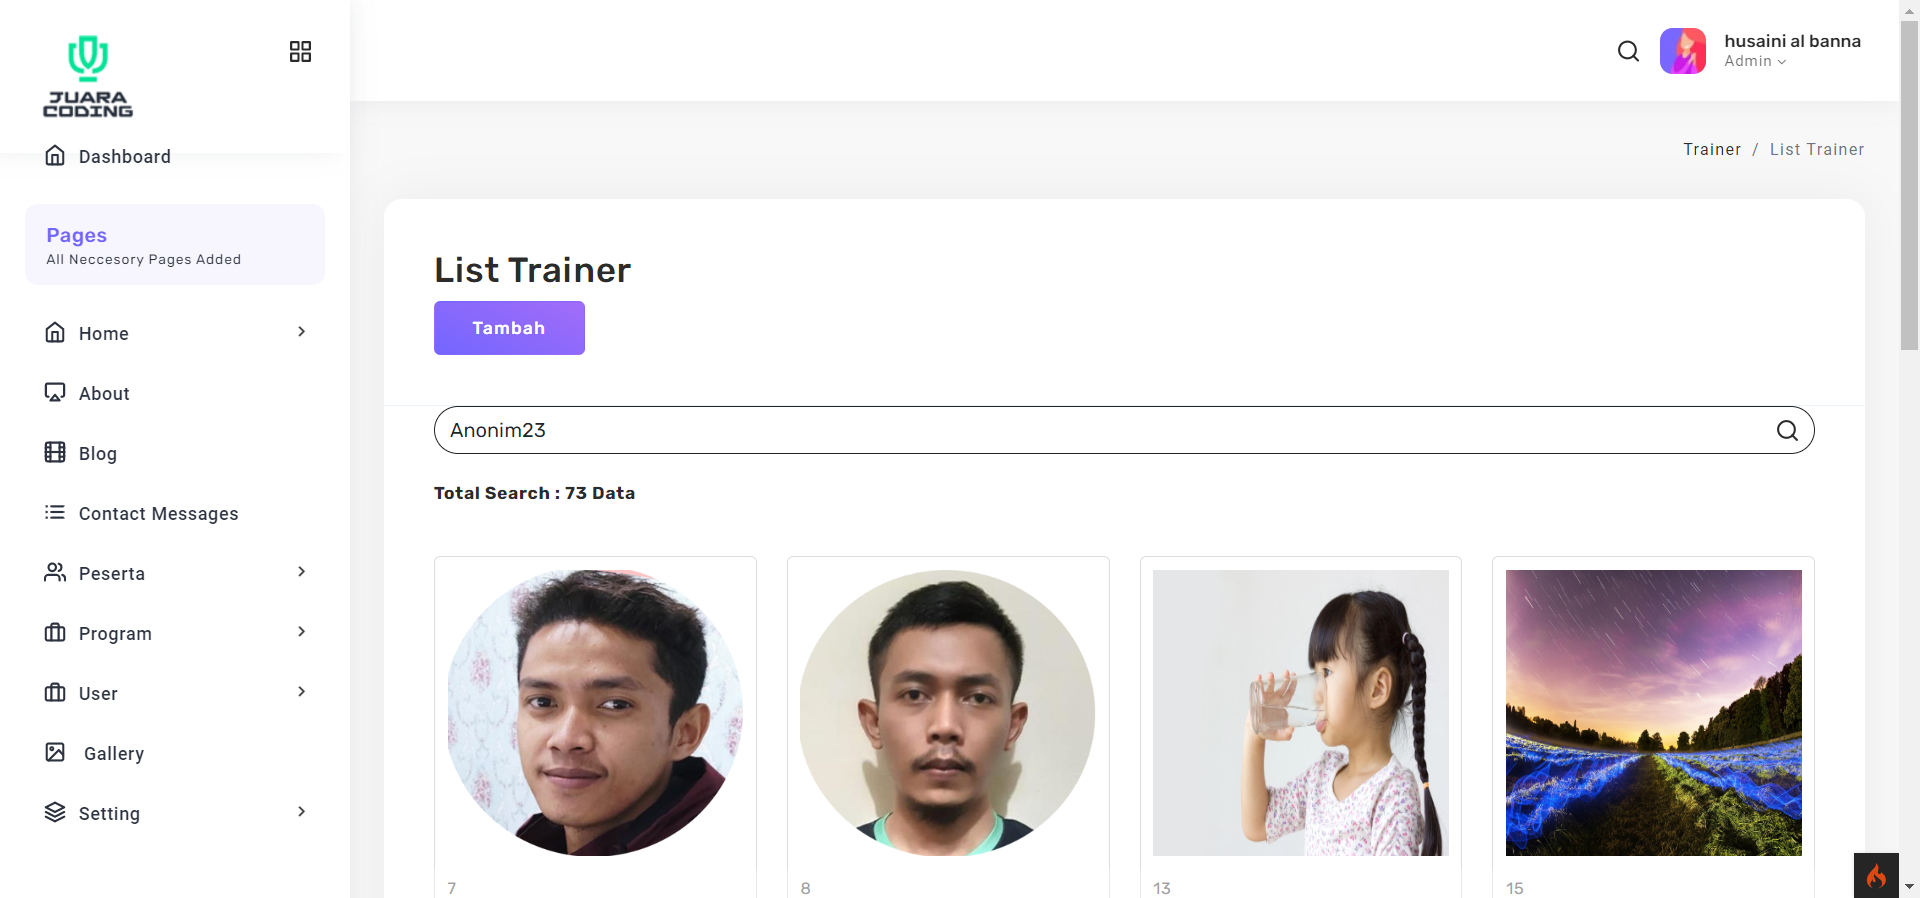 JUARA
CODING
husaini al banna
Admin
Dashboard
Trainer / List Trainer
Pages
All Neccesory Pages Added
Home
About
Blog
Contact Messages
Peserta
Program
User
Gallery
Setting
List Trainer
Tambah
Anonim23
Total Search : 73 Data
7
8
13
15